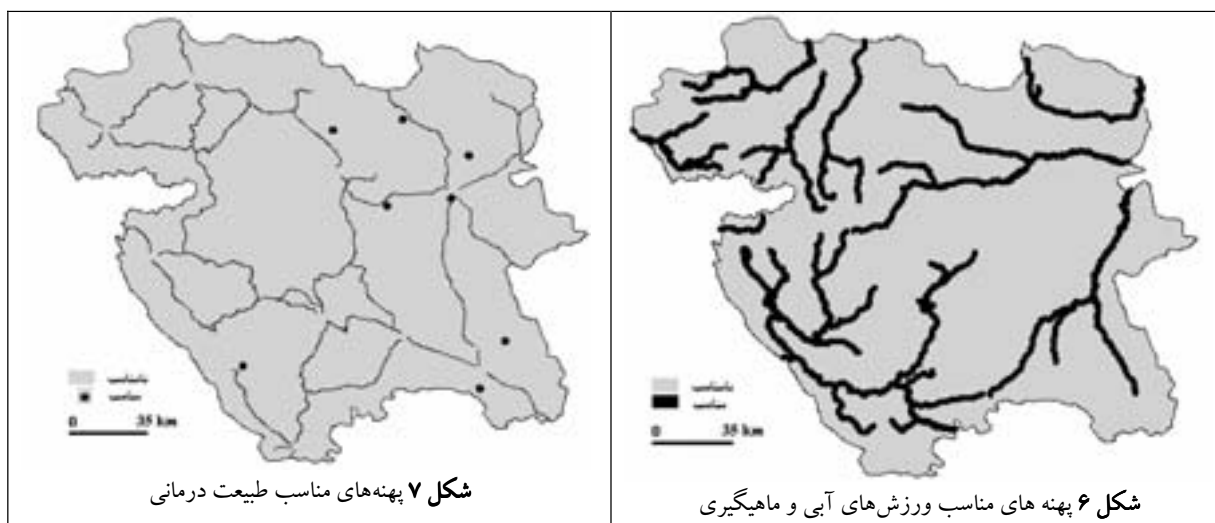 نامناسب
مناسب
0 35 km
شکل ۶ پهنه های مناسب ورزش‌های آبی و ماهیگیری
نامناسب
مناسب
0 35 km
شکل ۷ پهنه‌های مناسب طبیعت درمانی